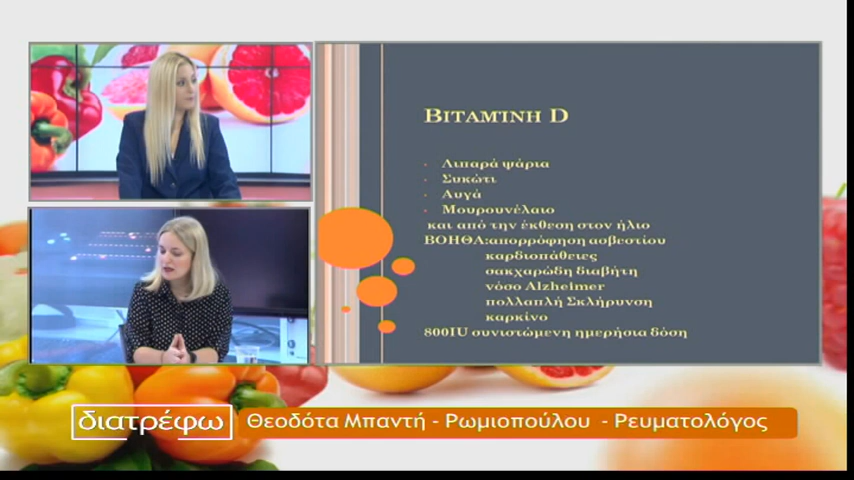 Βιταμίνη D
Λιπαρά ψάρια
Συκώτι
Αυγά
Μουρουνέλαιο
και από την έκθεση στον ήλιο
ΒΟΗΘΑ:απορρόφηση ασβεστίου
καρδιοπάθειες
σακχαρώδη διαβήτη
νόσο Alzheimer
πολλαπλή Σκλήρυνση
καρκίνο
800IU συνιστώμενη ημερήσια δόση
διατρέφω
Θεοδότα Μπαντή - Ρωμιοπούλου - Ρευματολόγος